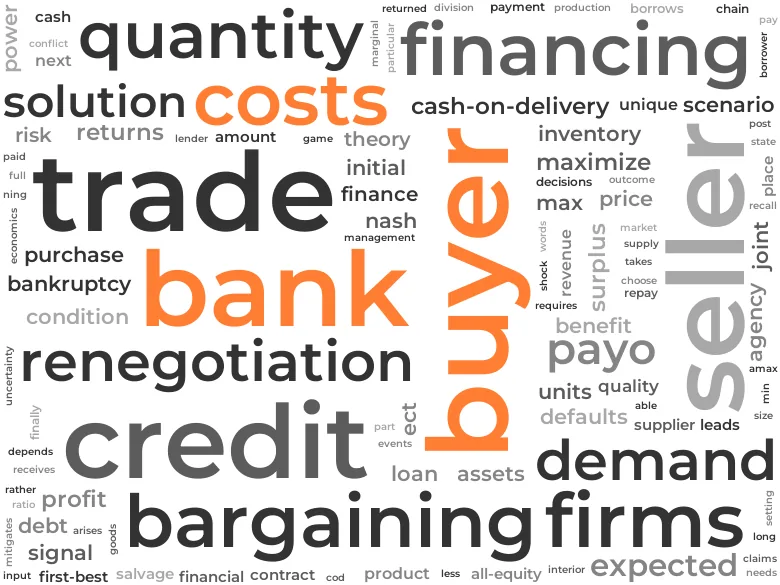 power
cash
conflict
next
quantity
marginal
particular
returned
division
payment
production
borrows
chain
pay
financing
borrower
solution
costs
cash-on-delivery
unique
scenario
risk
returns
lender
amount
game
theory
inventory
post
state
paid
full
ning
trade
initial
finance
nash
management
maximize
decisions
outcome
max
price
place
recall
economics
purchase
bankruptcy
condition
bank
buyer
words
shock
revenue
requires
surplus
market
supply
takes
choose
repay
seller
joint
agency
benefit
payo
uncertainty
renegotiation
amax
min
size
units
quality
able
defaults
supplier
leads
finally
depends
receives
credit
part
events
ect
loan
assets
demand
rather
ratio
profit
mitigates
debt
arises
goods
signal
bargaining
firms
setting
long
input
first-best
salvage
financial
contract
cod
product
less
all-equity
interior
expected
claims
needs